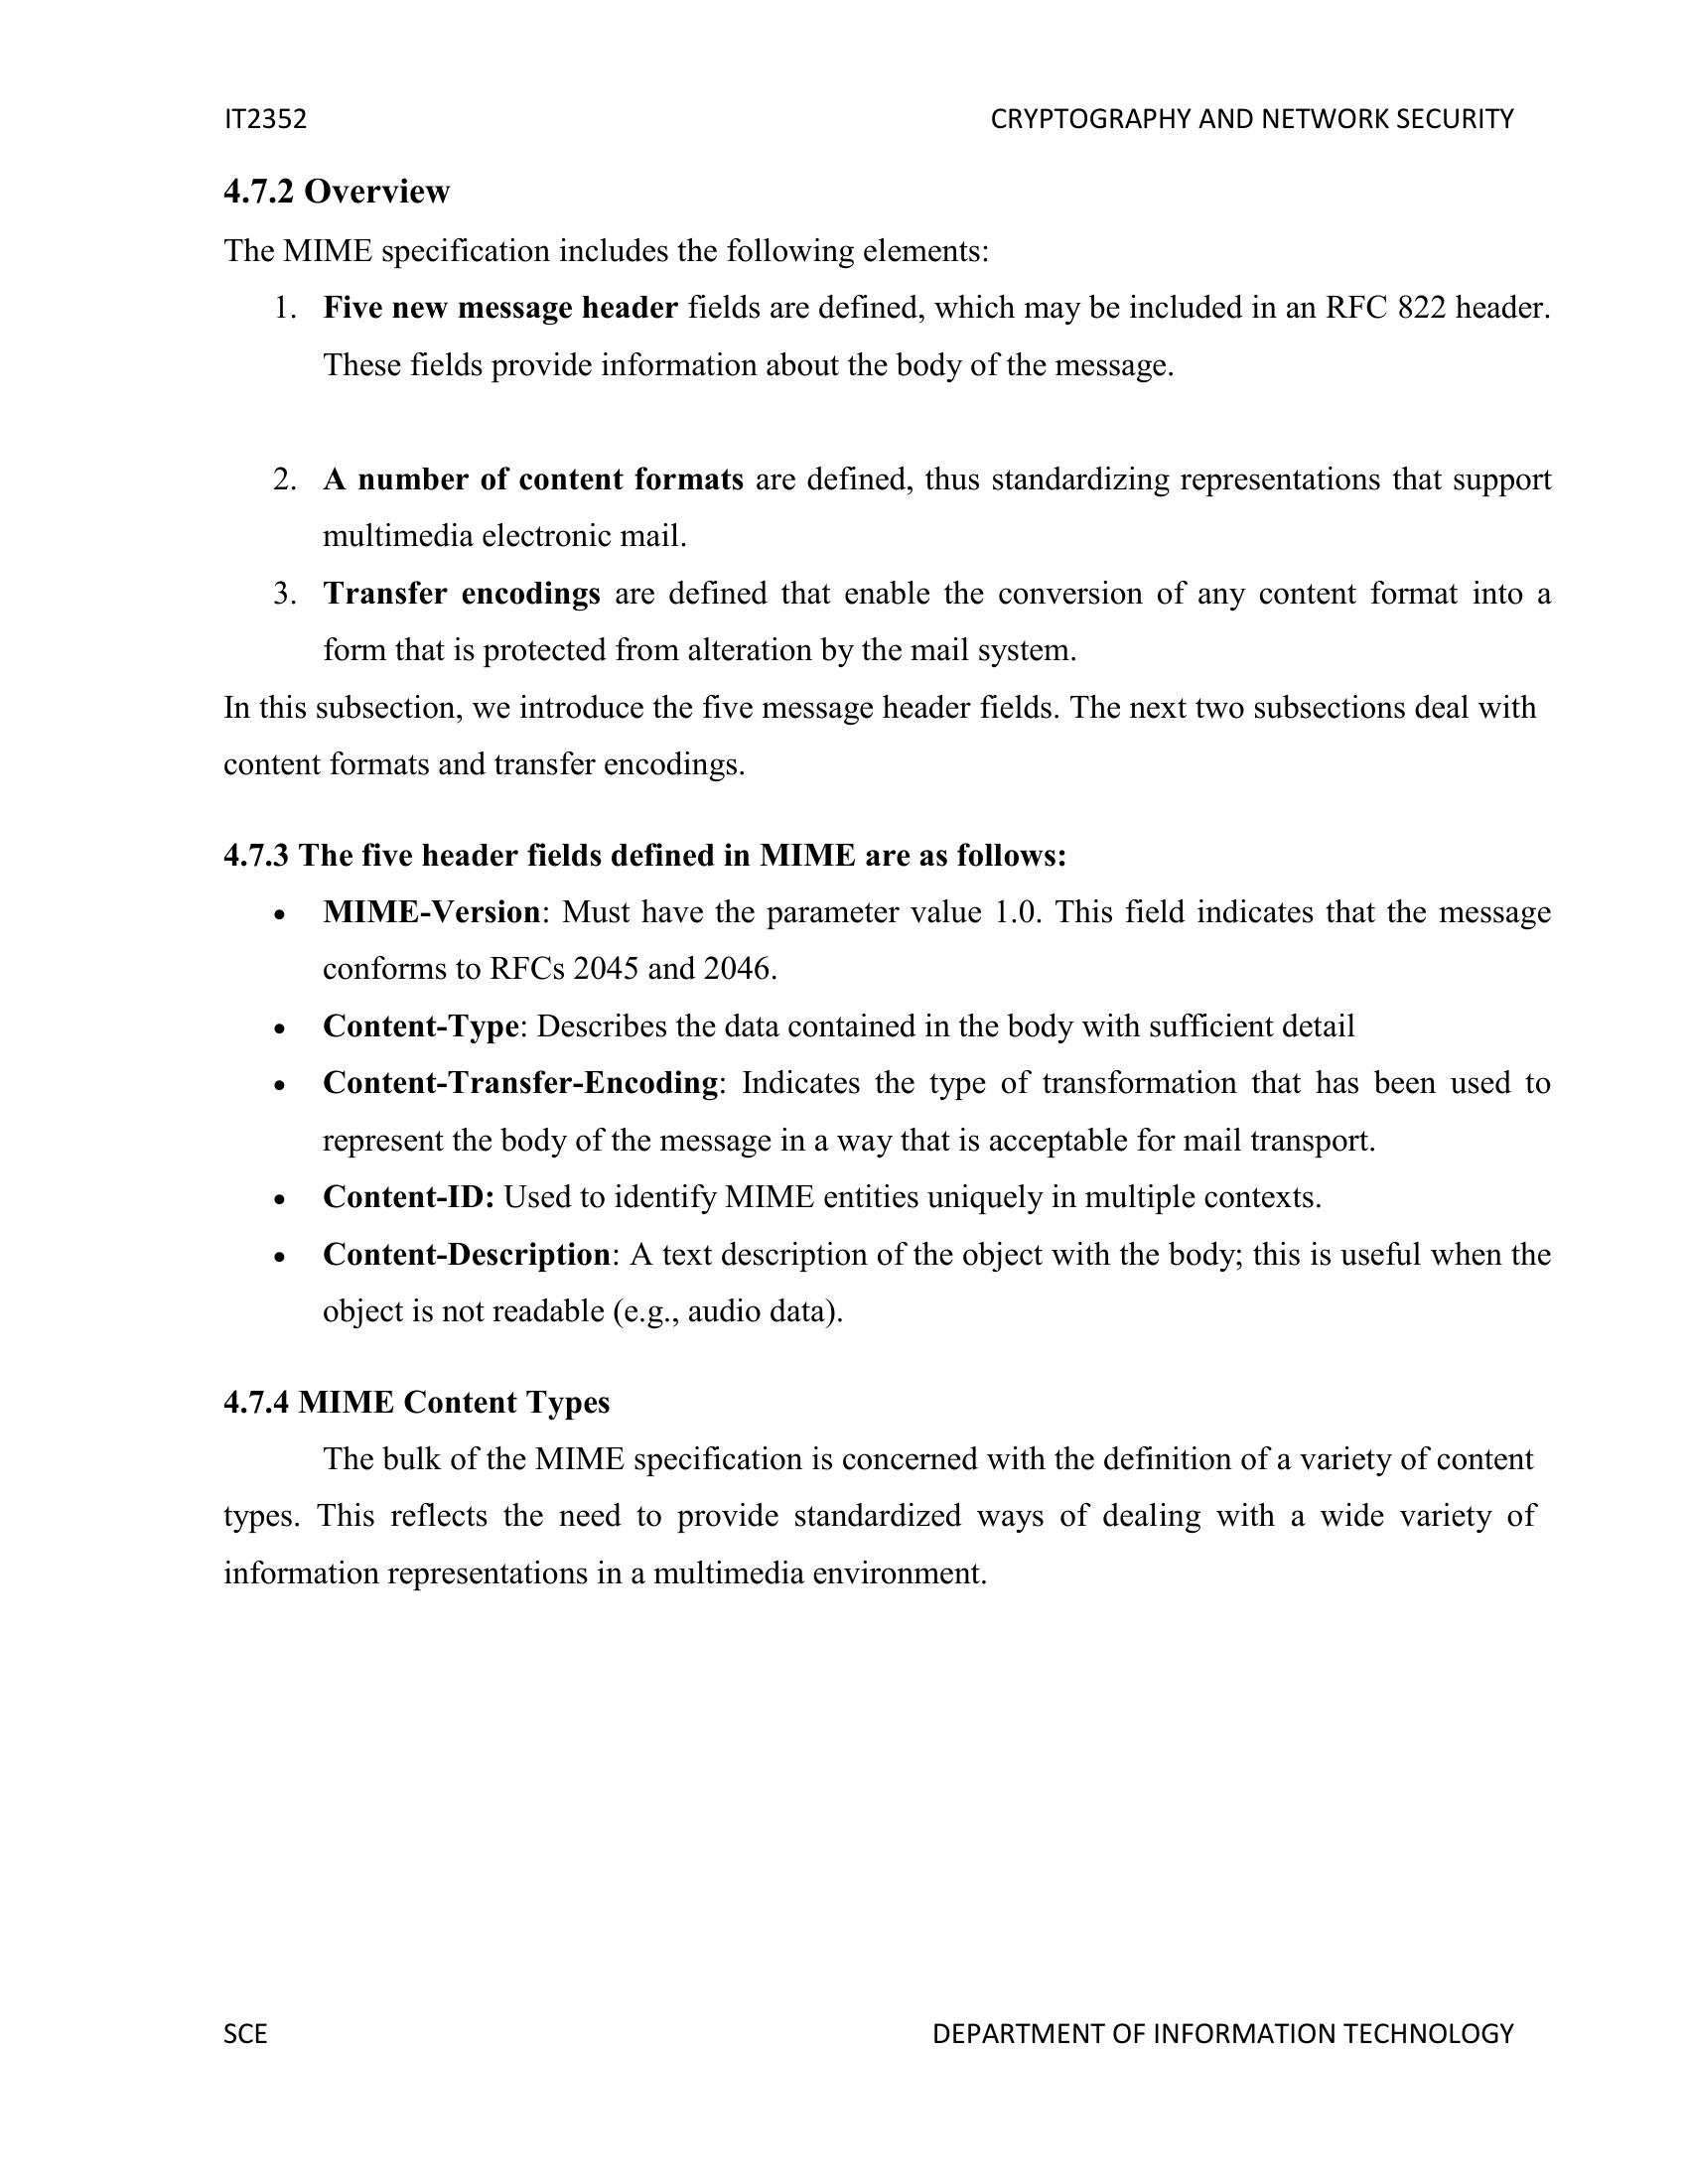 IT2352 CRYPTOGRAPHY AND NETWORK SECURITY
4.7.2 Overview
The MIME specification includes the following elements:
1. Five new message header fields are defined, which may be included in an RFC 822 header.
These fields provide information about the body of the message.
2. A number of content formats are defined, thus standardizing representations that support
multimedia electronic mail.
3. Transfer encodings are defined that enable the conversion of any content format into a
form that is protected from alteration by the mail system.
In this subsection, we introduce the five message header fields. The next two subsections deal with
content formats and transfer encodings.
4.7.3 The five header fields defined in MIME are as follows:
• MIME-Version: Must have the parameter value 1.0. This field indicates that the message
conforms to RFCs 2045 and 2046.
• Content-Type: Describes the data contained in the body with sufficient detail
• Content-Transfer-Encoding: Indicates the type of transformation that has been used to
represent the body of the message in a way that is acceptable for mail transport.
• Content-ID: Used to identify MIME entities uniquely in multiple contexts.
• Content-Description: A text description of the object with the body; this is useful when the
object is not readable (e.g., audio data).
4.7.4 MIME Content Types
The bulk of the MIME specification is concerned with the definition of a variety of content
types. This reflects the need to provide standardized ways of dealing with a wide variety of
information representations in a multimedia environment.
SCE DEPARTMENT OF INFORMATION TECHNOLOGY